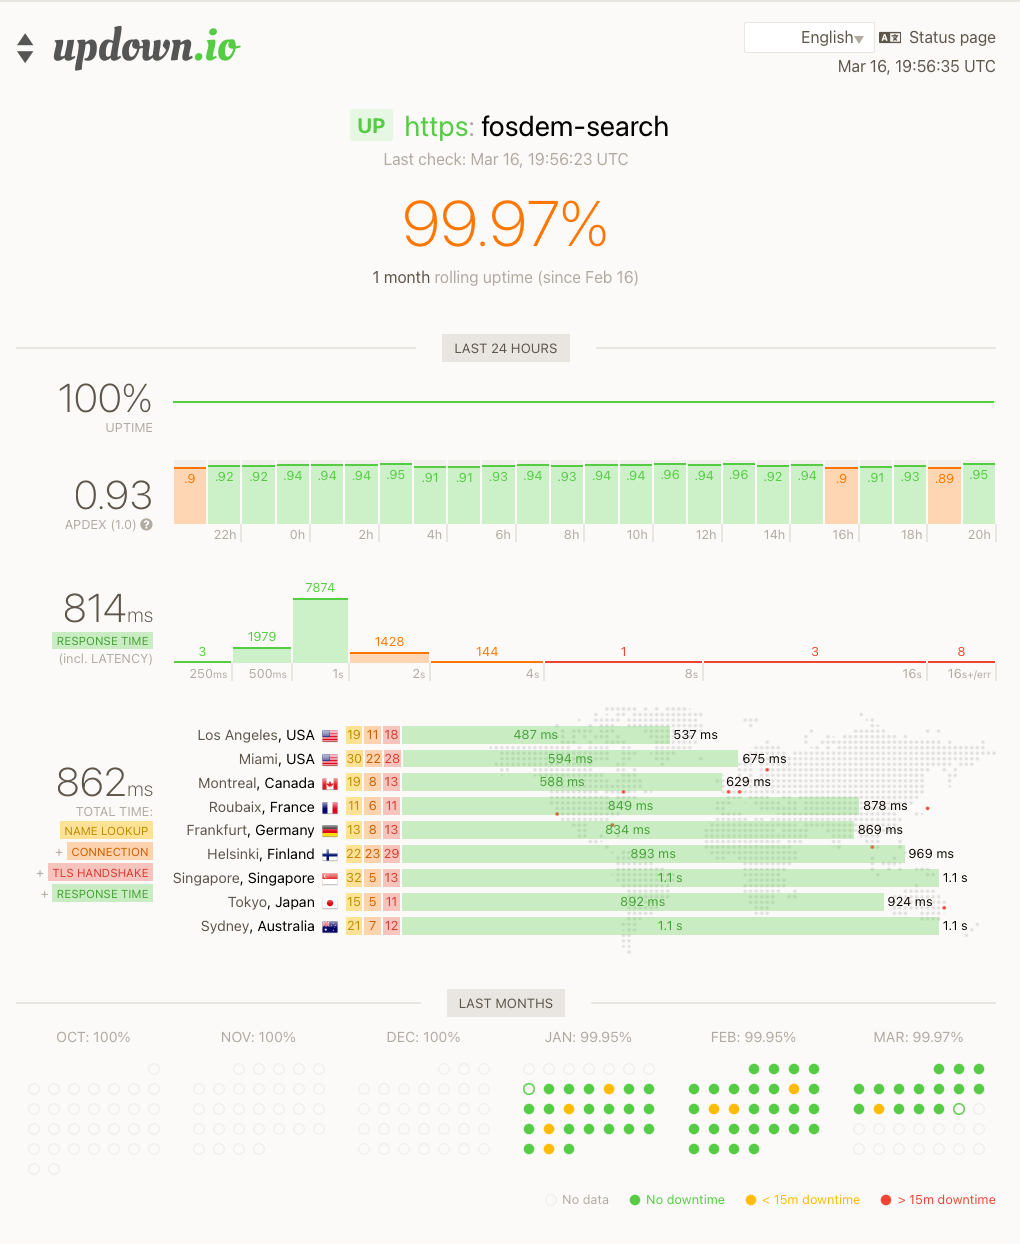 updown.io
English
Status page
Mar 16, 19:56:35 UTC
UP https: fosdem-search
Last check: Mar 16, 19:56:23 UTC
99.97%
1 month rolling uptime (since Feb 16)
LAST 24 HOURS
100%
UPTIME
0.93
APDEX (1.0) ?
.9 .92 .92 .94 .94 .94 .95 .91 .91 .93 .94 .93 .94 .94 .96 .94 .96 .92 .94 .9 .91 .93 .89 .95
22h 0h 2h 4h 6h 8h 10h 12h 14h 16h 18h 20h
814ms
RESPONSE TIME
(incl. LATENCY)
3 1979 7874 1428 144 1 3 8
250ms 500ms 1s 2s 4s 8s 16s 16s+/err
862ms
TOTAL TIME:
NAME LOOKUP
+ CONNECTION
+ TLS HANDSHAKE
+ RESPONSE TIME
Los Angeles, USA 19 11 18 487 ms 537 ms
Miami, USA 30 22 28 594 ms 675 ms
Montreal, Canada 19 8 13 588 ms 629 ms
Roubaix, France 11 6 11 849 ms 878 ms
Frankfurt, Germany 13 8 13 834 ms 869 ms
Helsinki, Finland 22 23 29 893 ms 969 ms
Singapore, Singapore 32 5 13 1.1 s 1.1 s
Tokyo, Japan 15 5 11 892 ms 924 ms
Sydney, Australia 21 7 12 1.1 s 1.1 s
LAST MONTHS
OCT: 100% NOV: 100% DEC: 100% JAN: 99.95% FEB: 99.95% MAR: 99.97%
No data No downtime < 15m downtime > 15m downtime